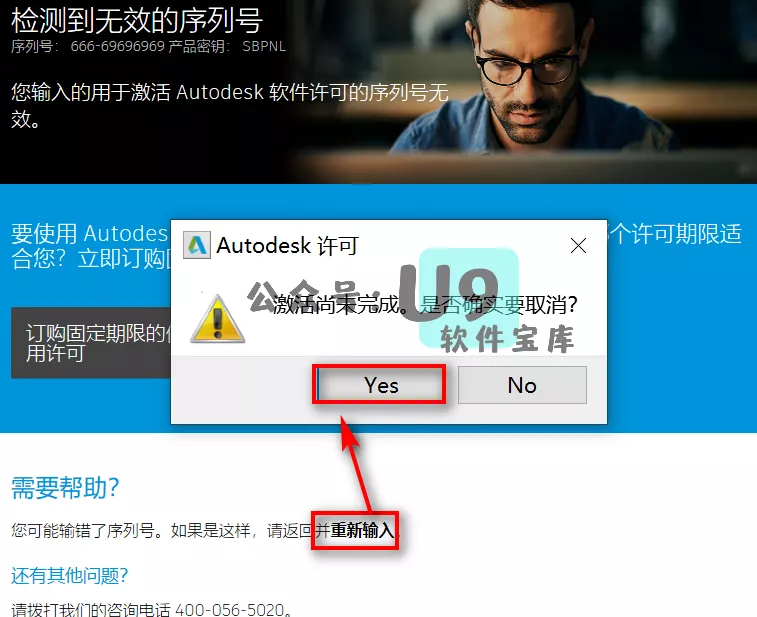 检测到无效的序列号
序列号： 666-69696969 产品密钥： SBPNL
您输入的用于激活 Autodesk 软件许可的序列号无
效。
要使用 Autodes
个许可期限适
合您？立即订购
Autodesk 许可
公众号：U9
激活尚未完成。是否确实要取消?
软件宝库
订购固定期限的
用许可
Yes
No
需要帮助？
您可能输错了序列号。如果是这样，请返回并重新输入
还有其他问题？
请拨打我们的咨询电话 400-056-5020。